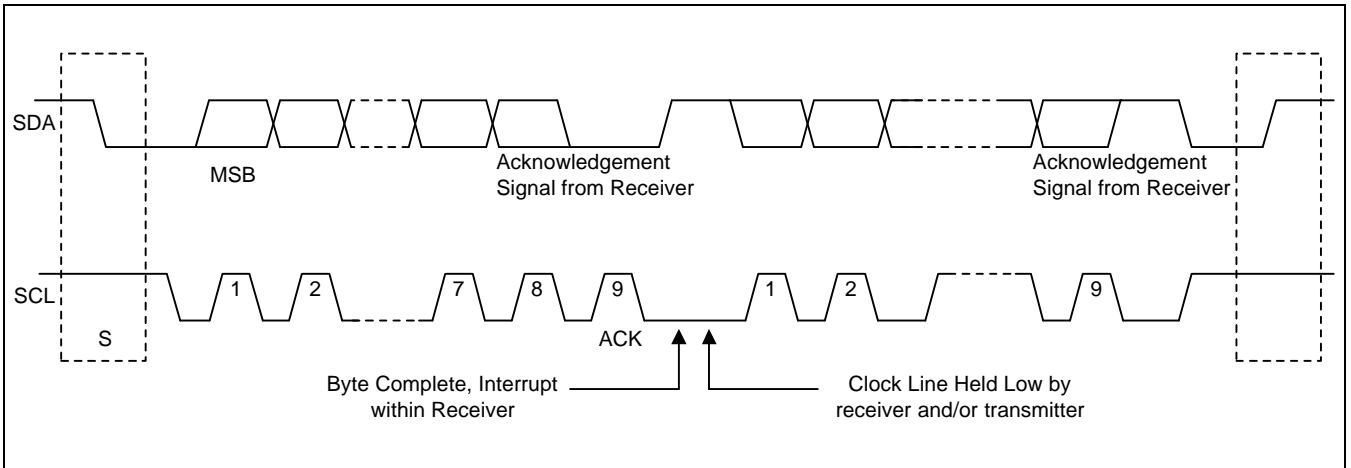 SDA
MSB
Acknowledgement
Signal from Receiver
Acknowledgement
Signal from Receiver
SCL
1
2
7
8
9
1
2
9
S
ACK
Byte Complete, Interrupt
within Receiver
Clock Line Held Low by
receiver and/or transmitter